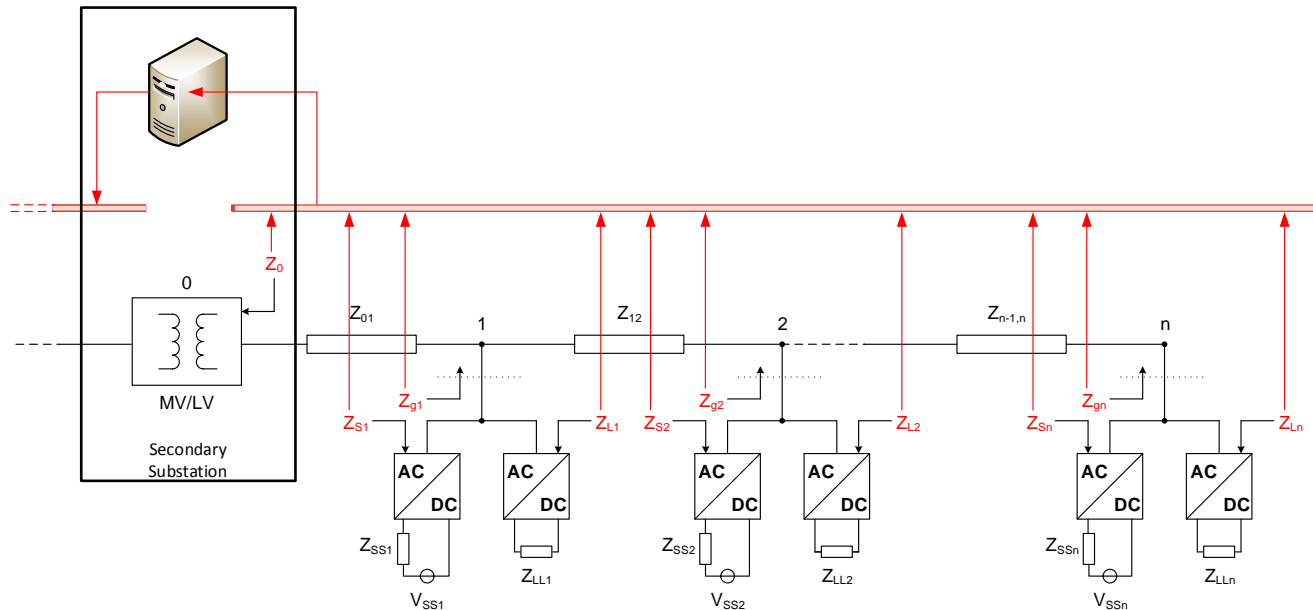 Z0
0
Z01
1
Z12
2
Zn-1,n
n
MV/LV
Secondary
Substation
Zg1
ZS1
ZL1
ZS2
Zg2
ZL2
ZSn
Zgn
ZLn
AC
DC
AC
DC
AC
DC
AC
DC
AC
DC
AC
DC
ZSS1
ZLL1
VSS1
ZSS2
ZLL2
VSS2
ZSSn
ZLLn
VSSn